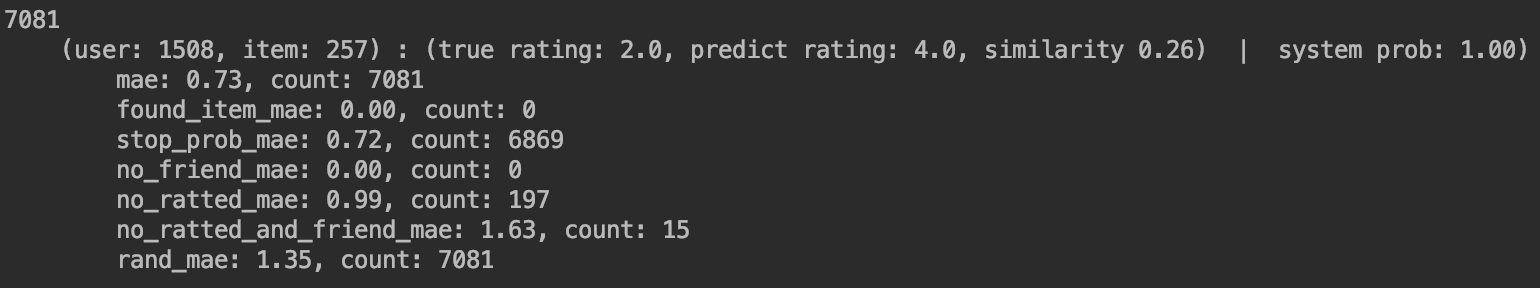 7081
(user: 1508, item: 257) : (true rating: 2.0, predict rating: 4.0, similarity 0.26)  |  system prob: 1.00)
mae: 0.73, count: 7081
found_item_mae: 0.00, count: 0
stop_prob_mae: 0.72, count: 6869
no_friend_mae: 0.00, count: 0
no_ratted_mae: 0.99, count: 197
no_ratted_and_friend_mae: 1.63, count: 15
rand_mae: 1.35, count: 7081